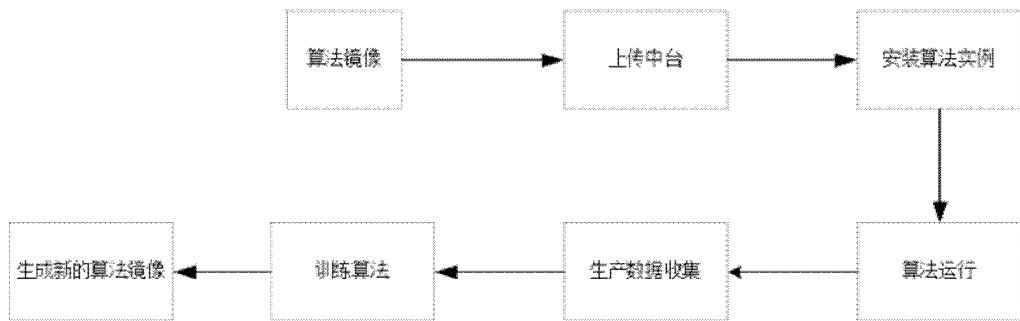 算法镜像
上传中台
安装算法实例
算法运行
生产数据收集
训练算法
生成新的算法镜像